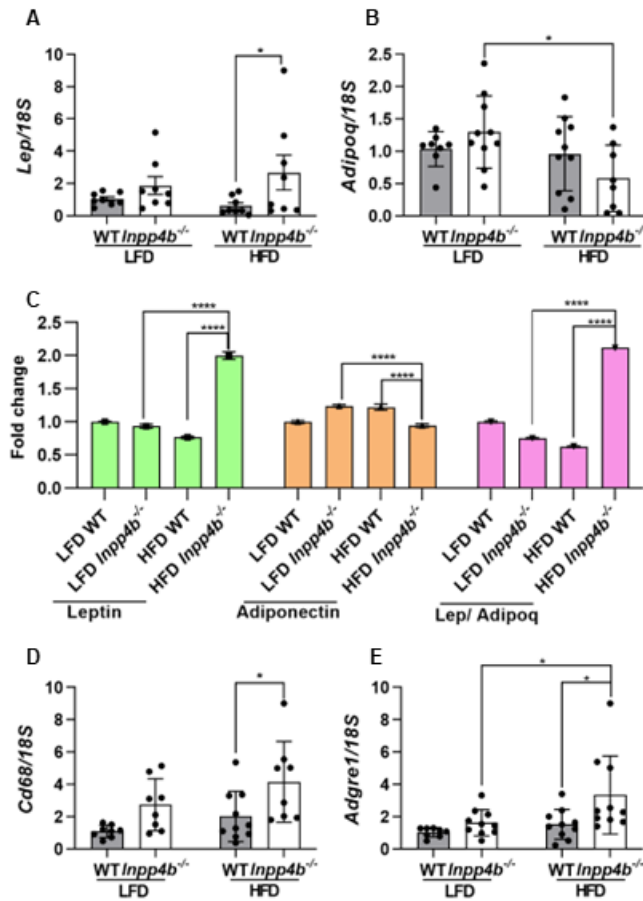 A
Lep/18S
10
8
6
4
2
0
*
WT Inpp4b-/- WT Inpp4b-/-
LFD HFD
B
Adipoq/18S
2.5
2.0
1.5
1.0
0.5
0.0
*
WT Inpp4b-/- WT Inpp4b-/-
LFD HFD
C
Fold change
2.5
2.0
1.5
1.0
0.5
0.0
**** **** ****
**** **** ****
LFD WT
LFD Inpp4b-/-
HFD WT
HFD Inpp4b-/-
LFD WT
LFD Inpp4b-/-
HFD WT
HFD Inpp4b-/-
LFD WT
LFD Inpp4b-/-
HFD WT
HFD Inpp4b-/-
Leptin Adiponectin Lep/ Adipoq
D
Cd68/18S
10
8
6
4
2
0
*
WT Inpp4b-/- WT Inpp4b-/-
LFD HFD
E
Adgre1/18S
10
8
6
4
2
0
*
*
WT Inpp4b-/- WT Inpp4b-/-
LFD HFD